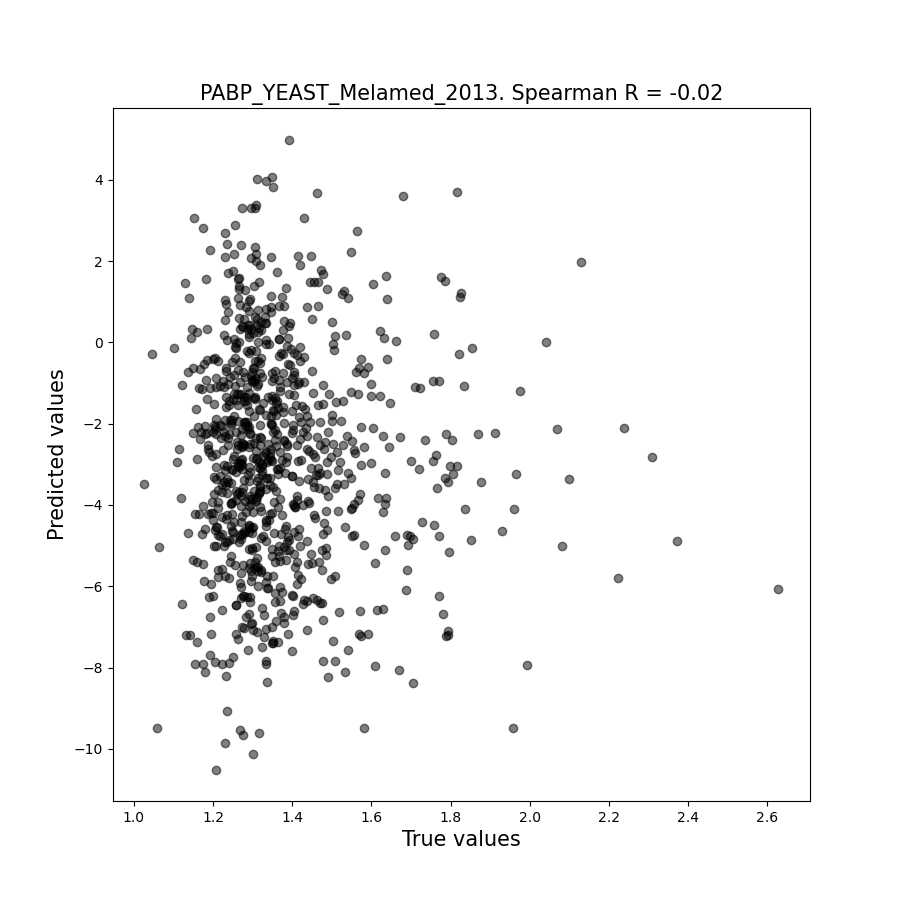 PABP_YEAST_Melamed_2013. Spearman R = -0.02
4
2
0
−2
−4
−6
−8
−10
Predicted values
1.0 1.2 1.4 1.6 1.8 2.0 2.2 2.4 2.6
True values